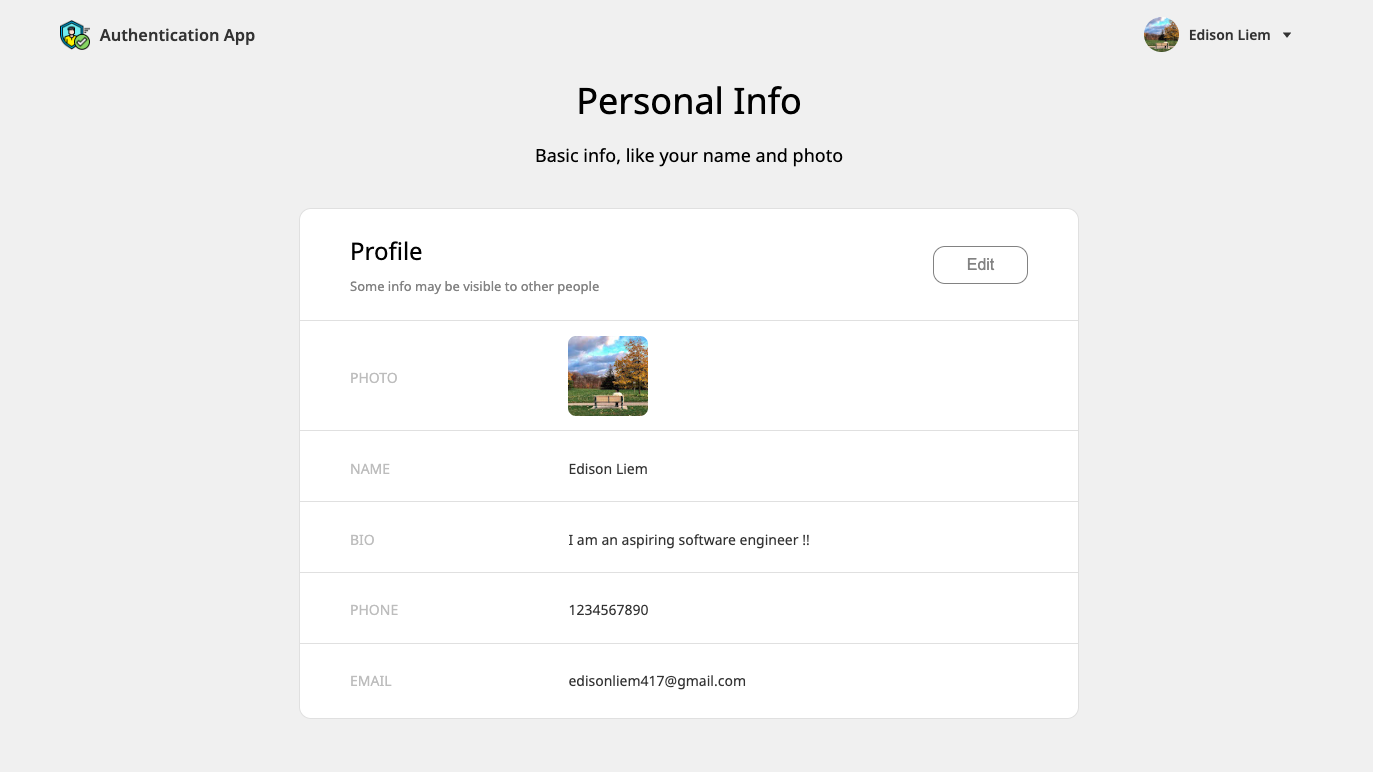 Authentication App
Edison Liem
Personal Info
Basic info, like your name and photo
Profile
Some info may be visible to other people
Edit
PHOTO
NAME Edison Liem
BIO I am an aspiring software engineer !!
PHONE 1234567890
EMAIL edisonliem417@gmail.com